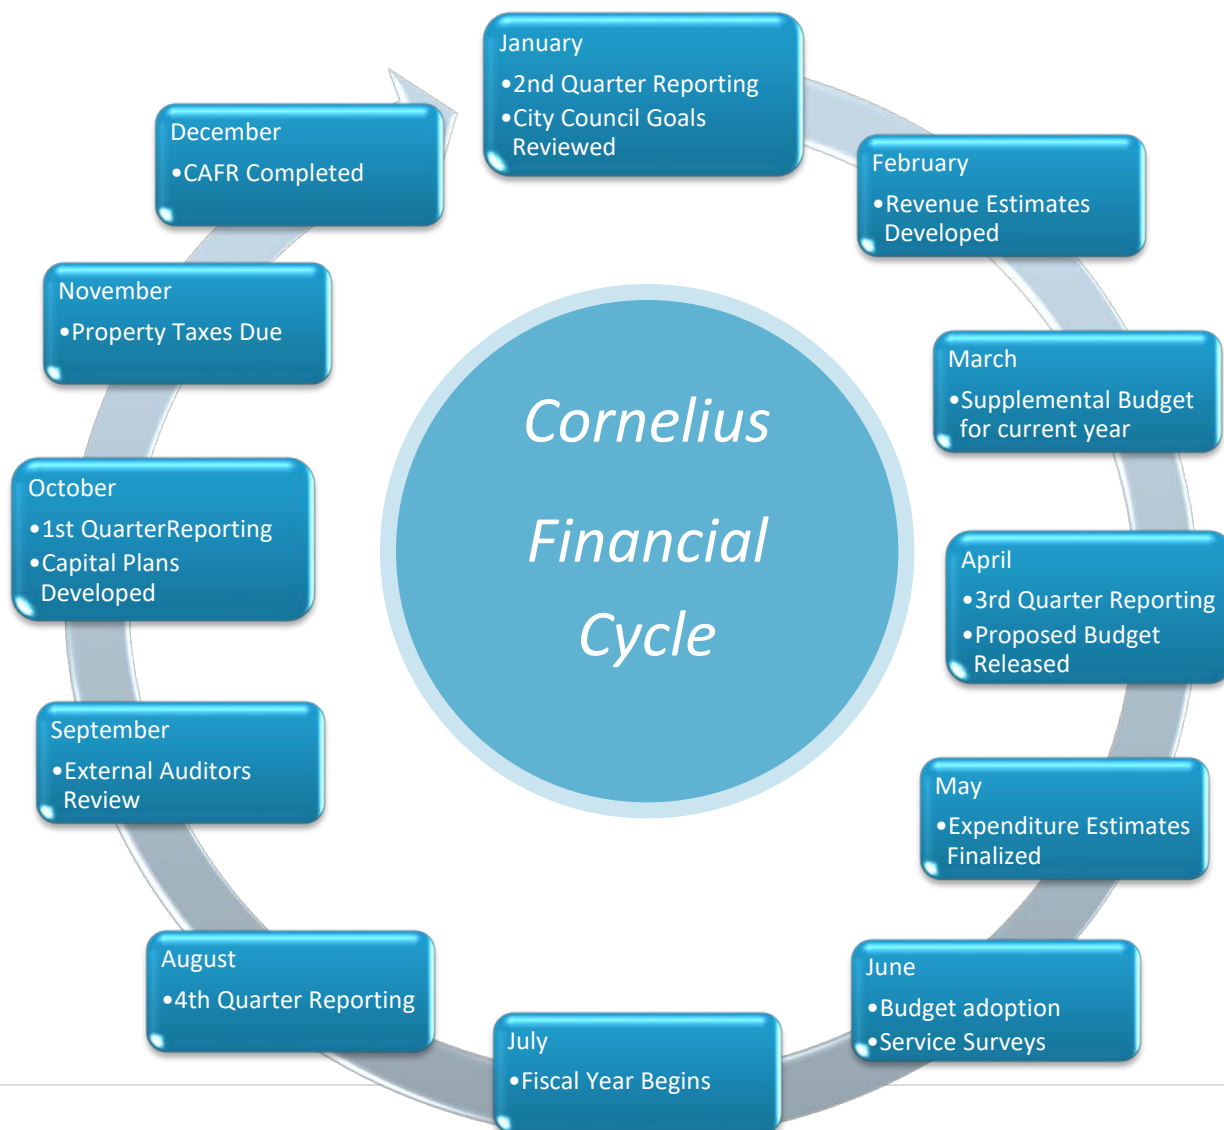 January
•2nd Quarter Reporting
•City Council Goals
Reviewed
February
•Revenue Estimates
Developed
March
•Supplemental Budget
for current year
April
•3rd Quarter Reporting
•Proposed Budget
Released
May
•Expenditure Estimates
Finalized
June
•Budget adoption
•Service Surveys
July
•Fiscal Year Begins
August
•4th Quarter Reporting
September
•External Auditors
Review
October
•1st QuarterReporting
•Capital Plans
Developed
November
•Property Taxes Due
December
•CAFR Completed
Cornelius
Financial
Cycle